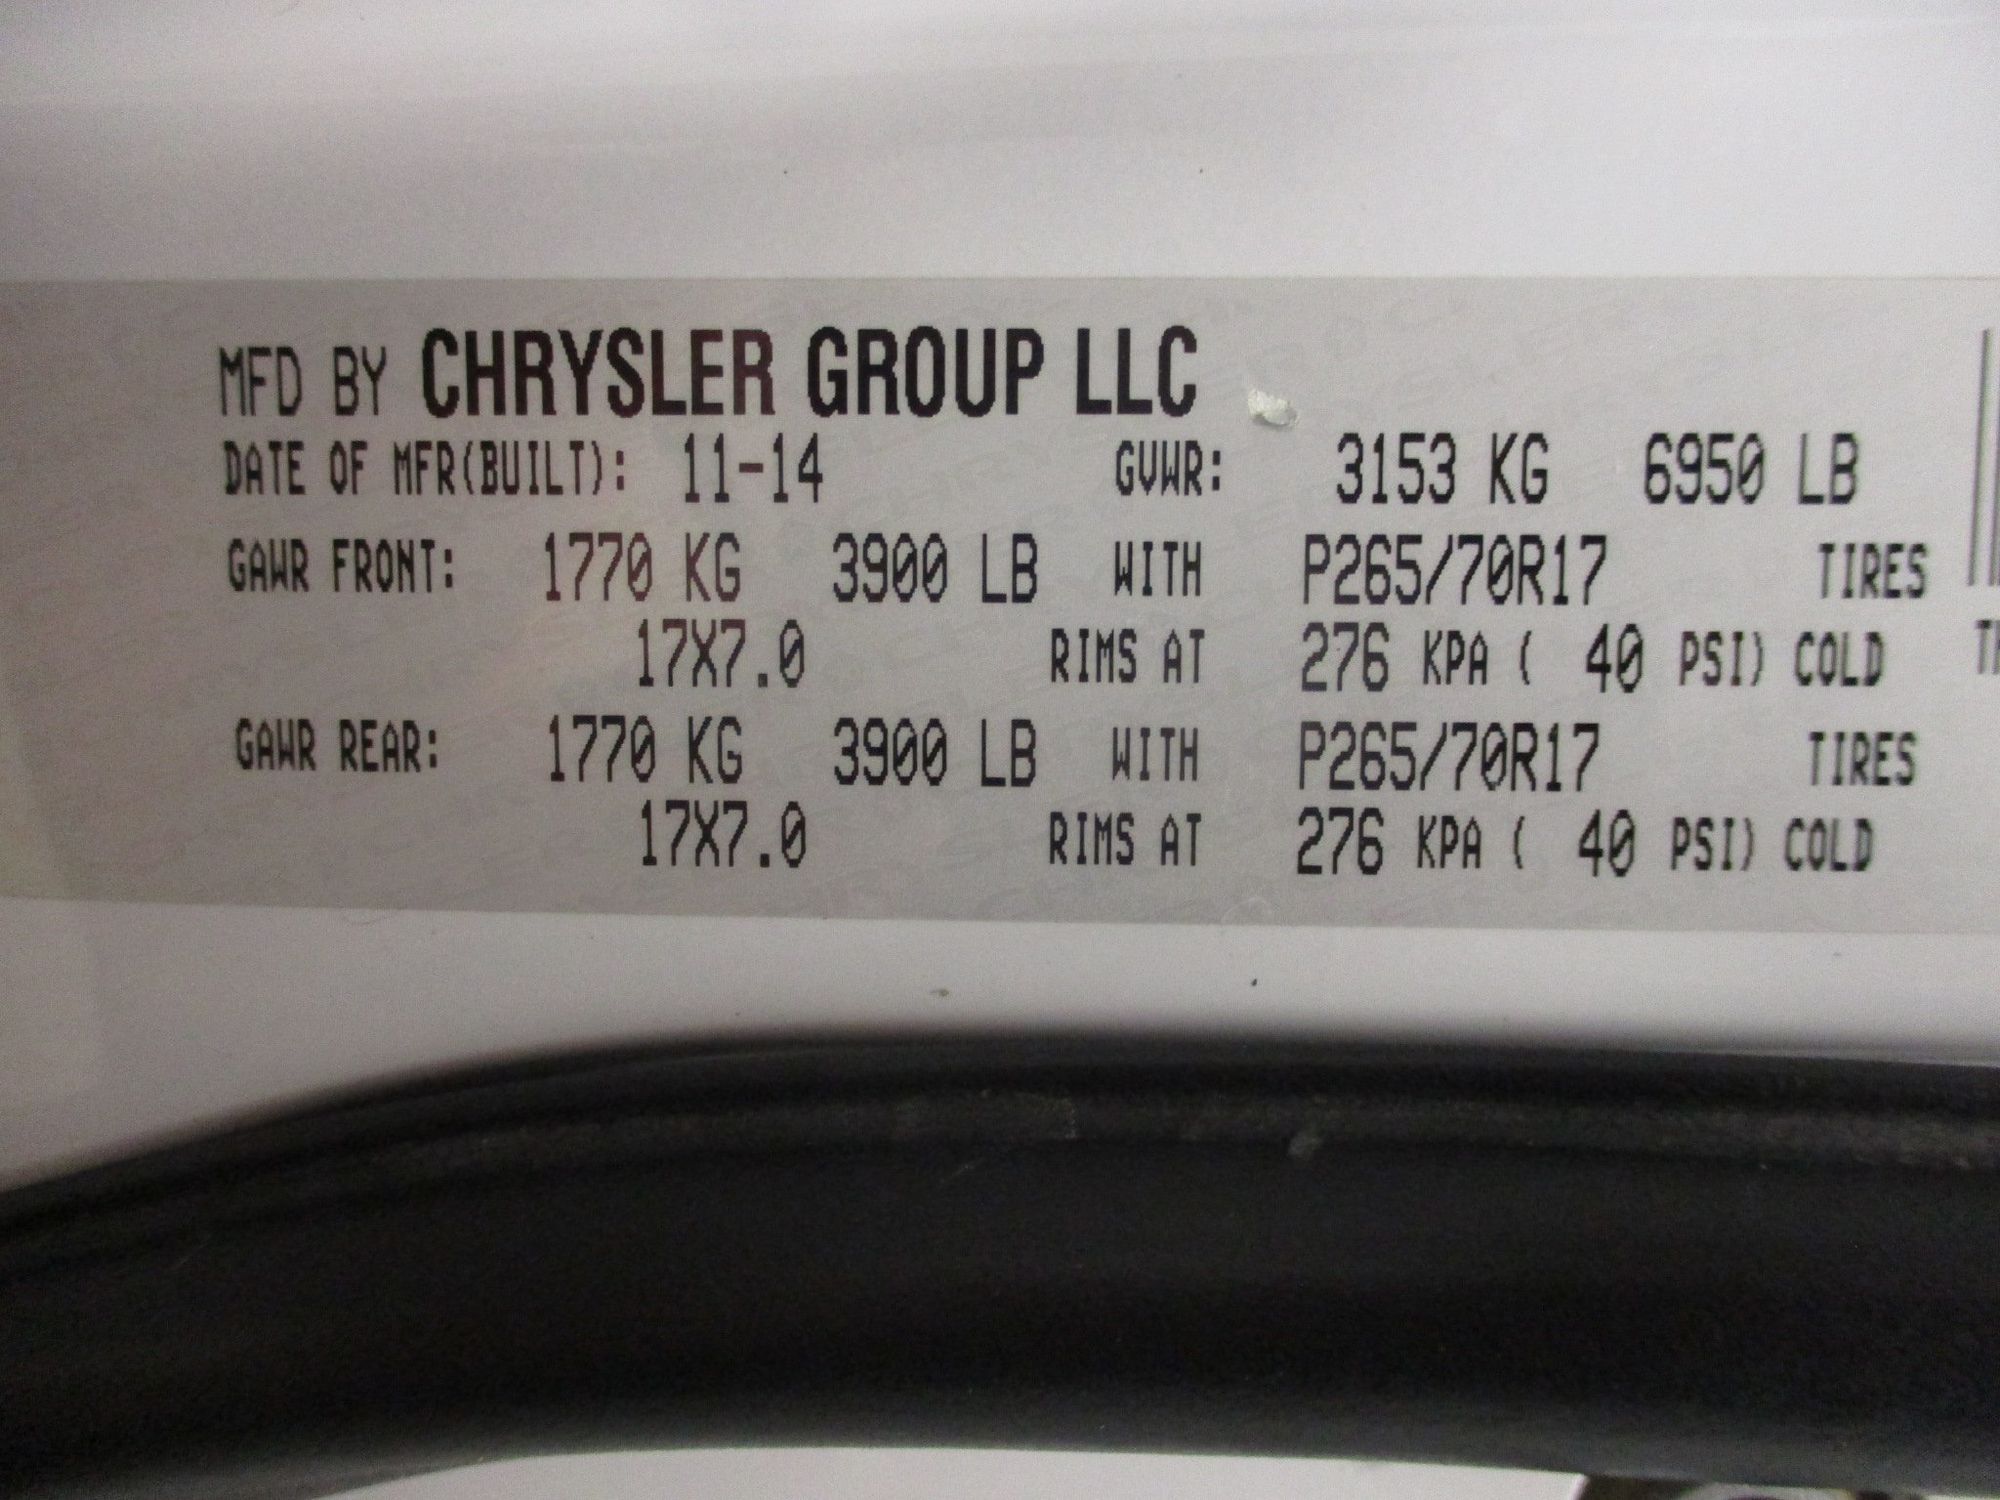 MFD BY CHRYSLER GROUP LLC
DATE OF MFR(BUILT): 11-14 GVWR: 3153 KG 6950 LB
GAWR FRONT: 1770 KG 3900 LB WITH P265/70R17 TIRES
17X7.0 RIMS AT 276 KPA ( 40 PSI) COLD
GAWR REAR: 1770 KG 3900 LB WITH P265/70R17 TIRES
17X7.0 RIMS AT 276 KPA ( 40 PSI) COLD